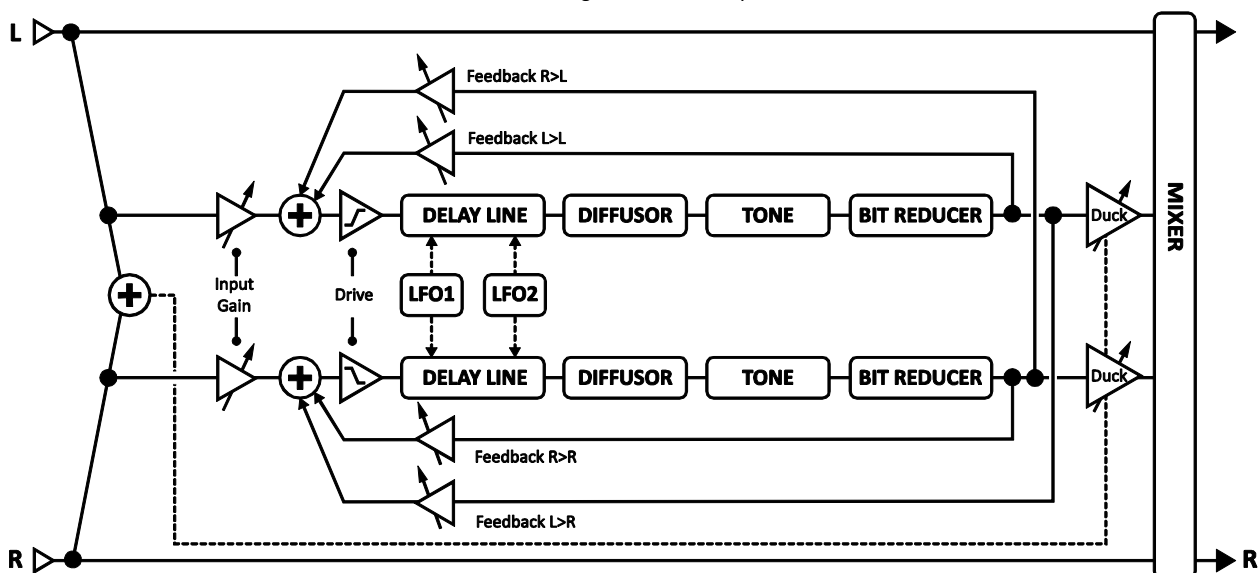 L
Feedback R>L
Feedback L>L
DELAY LINE
DIFFUSOR
TONE
BIT REDUCER
Duck
MIXER
Input
Gain
Drive
LFO1
LFO2
DELAY LINE
DIFFUSOR
TONE
BIT REDUCER
Duck
Feedback R>R
Feedback L>R
R
R